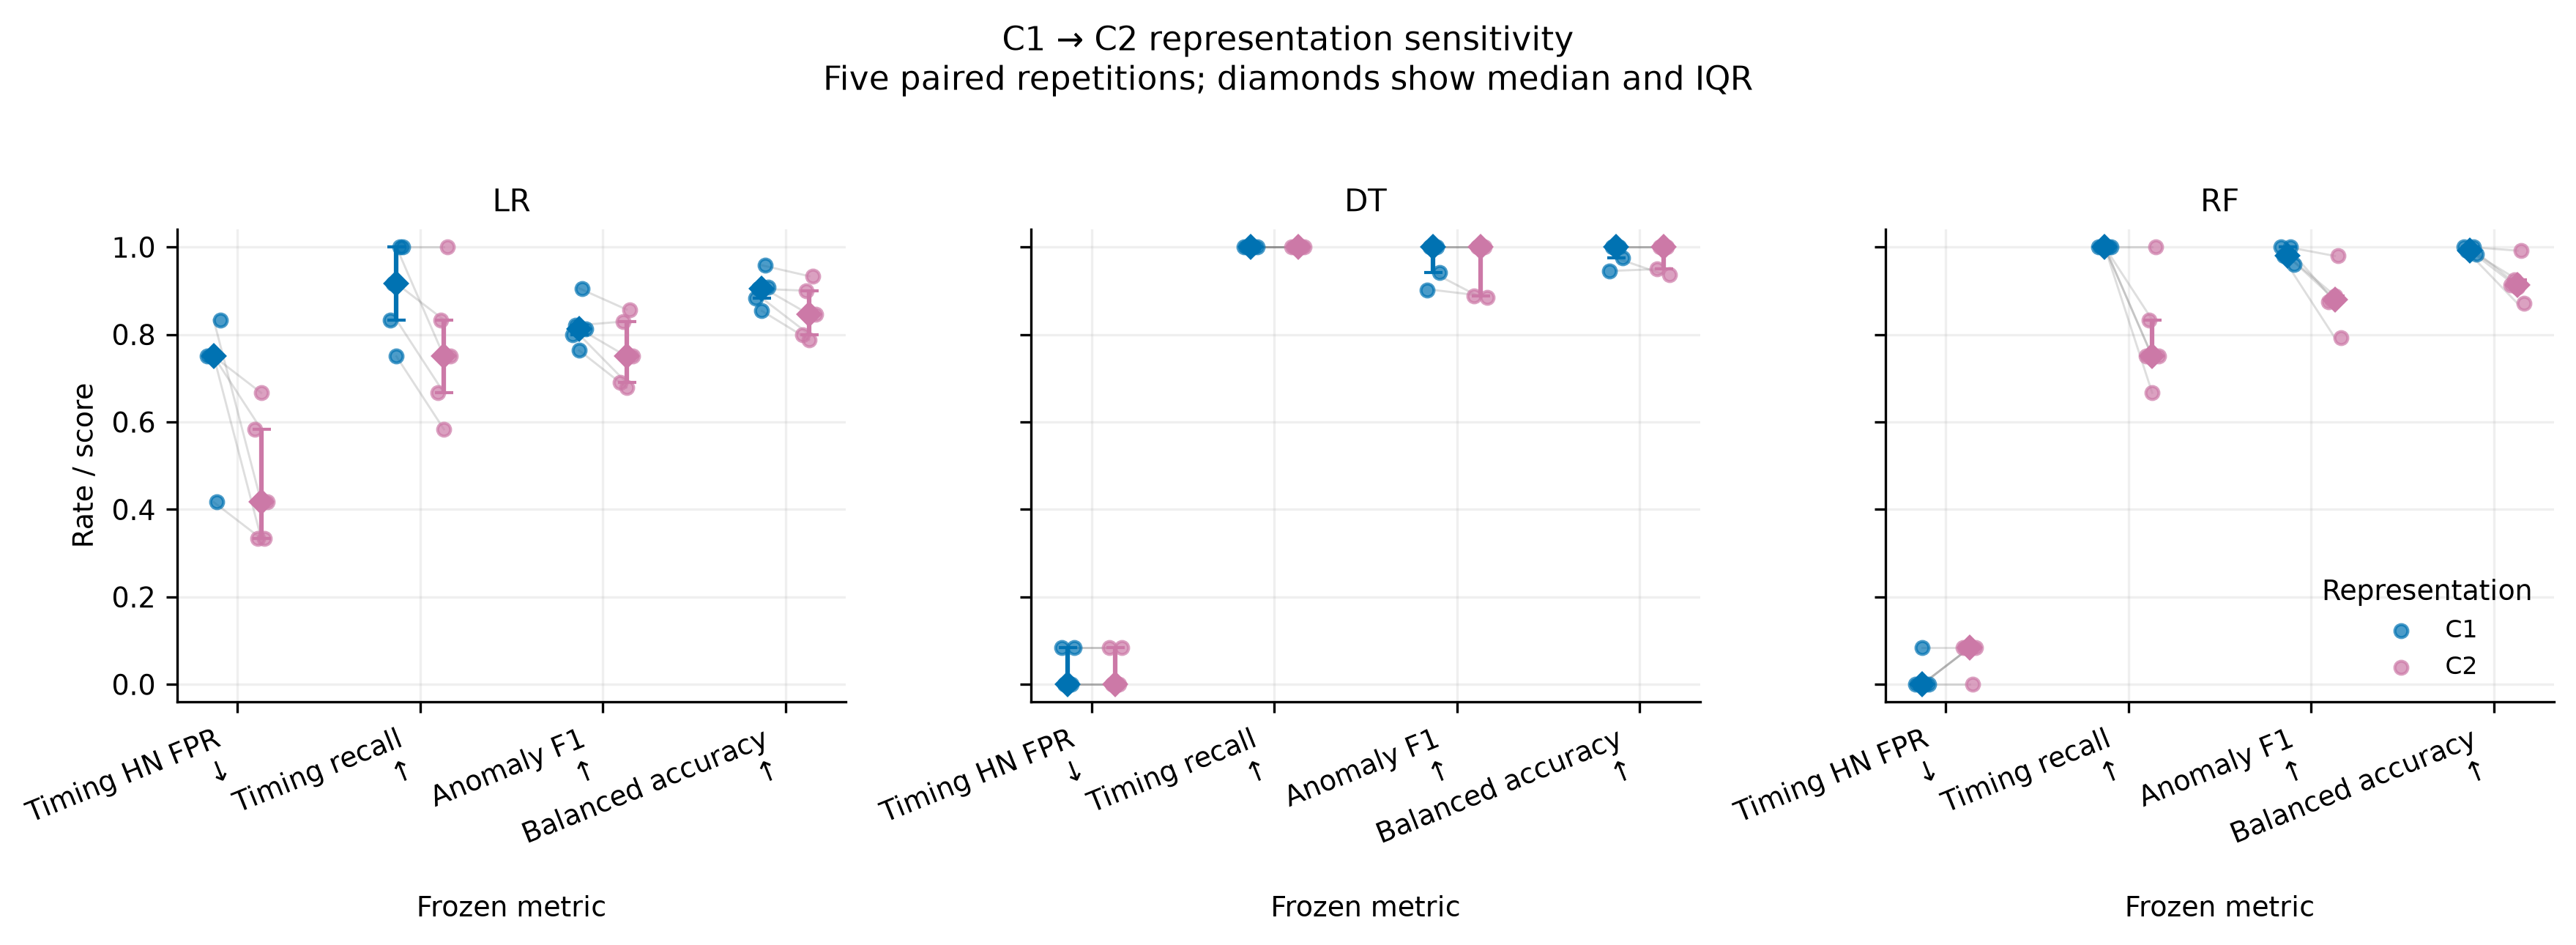 C1 → C2 representation sensitivity
Five paired repetitions; diamonds show median and IQR
LR
DT
RF
Rate / score
1.0
0.8
0.6
0.4
0.2
0.0
Representation
C1
C2
Timing HN FPR
↓
Timing recall
↑
Anomaly F1
↑
Balanced accuracy
↑
Timing HN FPR
↓
Timing recall
↑
Anomaly F1
↑
Balanced accuracy
↑
Timing HN FPR
↓
Timing recall
↑
Anomaly F1
↑
Balanced accuracy
↑
Frozen metric
Frozen metric
Frozen metric